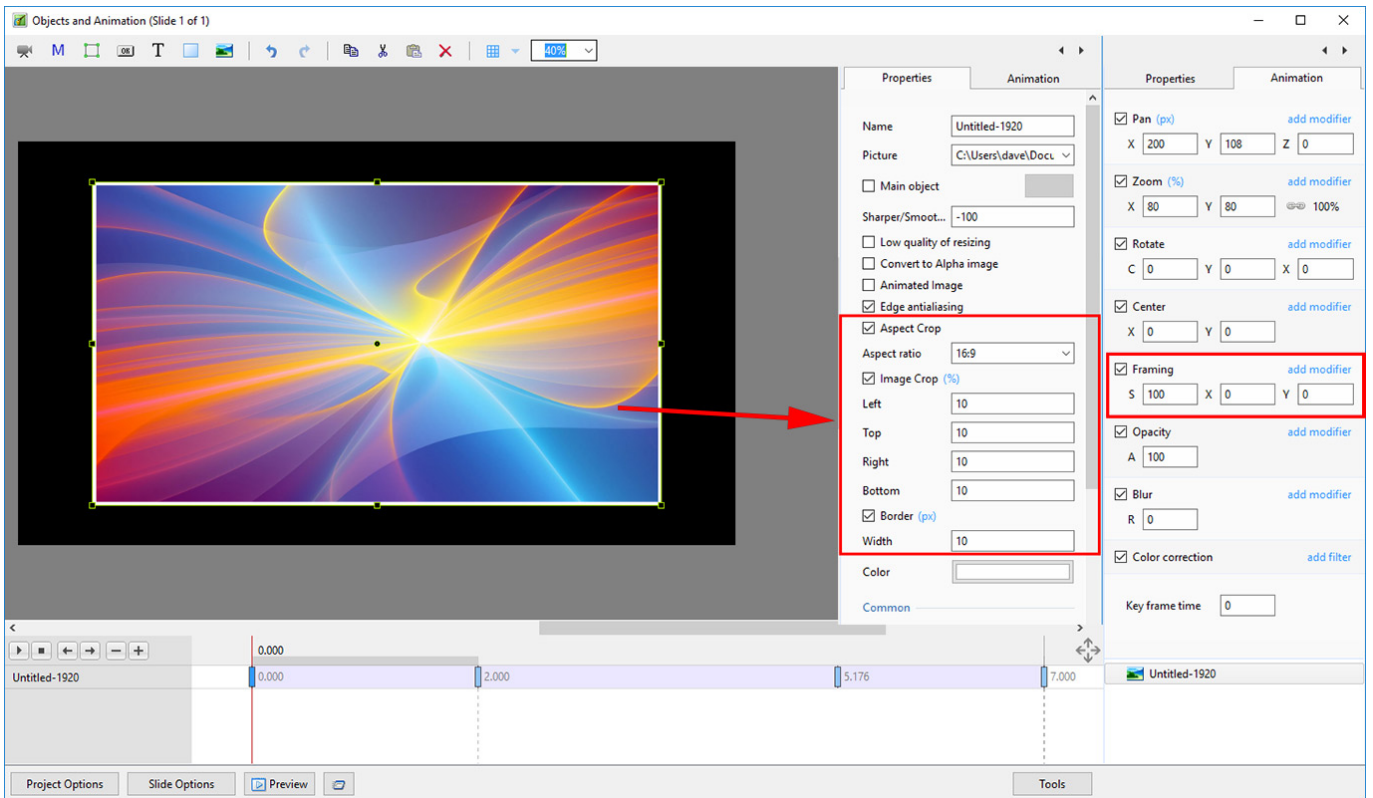 Objects and Animation (Slide 1 of 1)
M OK T 40%
Properties Animation
Name Untitled-1920
Picture C:\Users\dave\Docu
Main object
Sharper/Smoot... -100
Low quality of resizing
Convert to Alpha image
Animated Image
Edge antialiasing
Aspect Crop
Aspect ratio 16:9
Image Crop (%)
Left 10
Top 10
Right 10
Bottom 10
Border (px)
Width 10
Color
Common
Properties Animation
Pan (px) add modifier
X 200 Y 108 Z 0
Zoom (%) add modifier
X 80 Y 80 100%
Rotate add modifier
C 0 Y 0 X 0
Center add modifier
X 0 Y 0
Framing add modifier
S 100 X 0 Y 0
Opacity add modifier
A 100
Blur add modifier
R 0
Color correction add filter
Key frame time 0
Untitled-1920
0.000
Untitled-1920 0.000 2.000 5.176 7.000
Project Options Slide Options Preview Tools